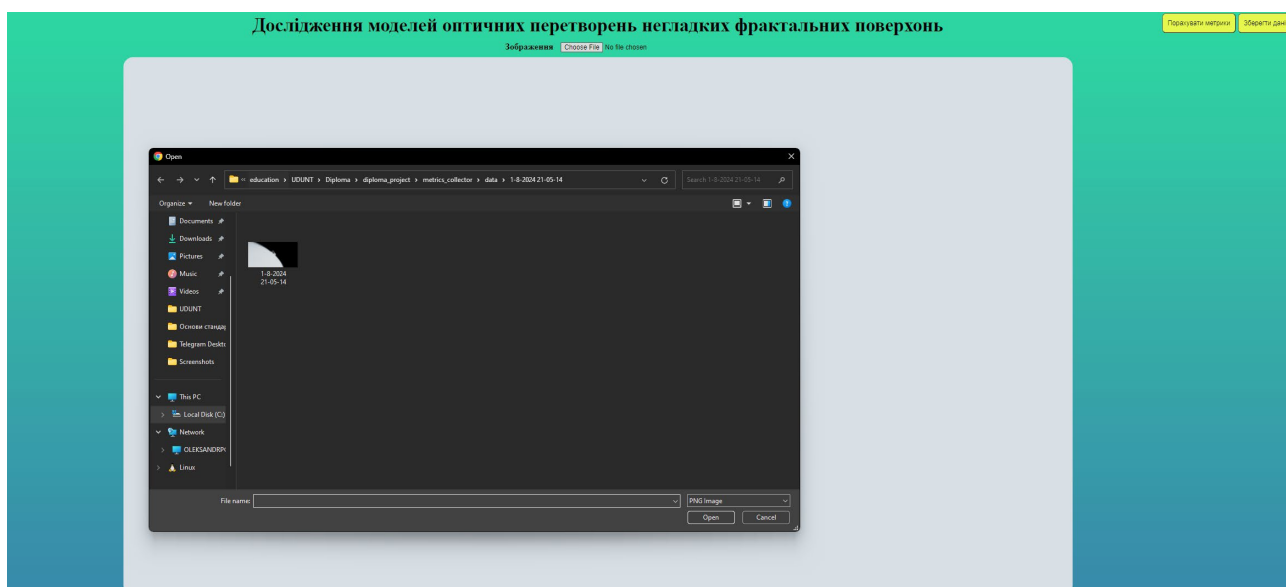 Дослідження моделей оптичних перетворень негладких фрактальних поверхонь
Порахувати метрики
Зберегти дані
Зображення Choose File No file chosen
Open
« education › UDUNT › Diploma › diploma_project › metrics_collector › data › 1-8-2024 21-05-14
Search 1-8-2024 21-05-14
Organize
New folder
Documents
Downloads
Pictures
Music
Videos
UDUNT
Основи станда
Telegram Deskt
Screenshots
This PC
Local Disk (C:)
Network
OLEKSANDRP
Linux
1-8-2024
21-05-14
File name:
PNG Image
Open
Cancel